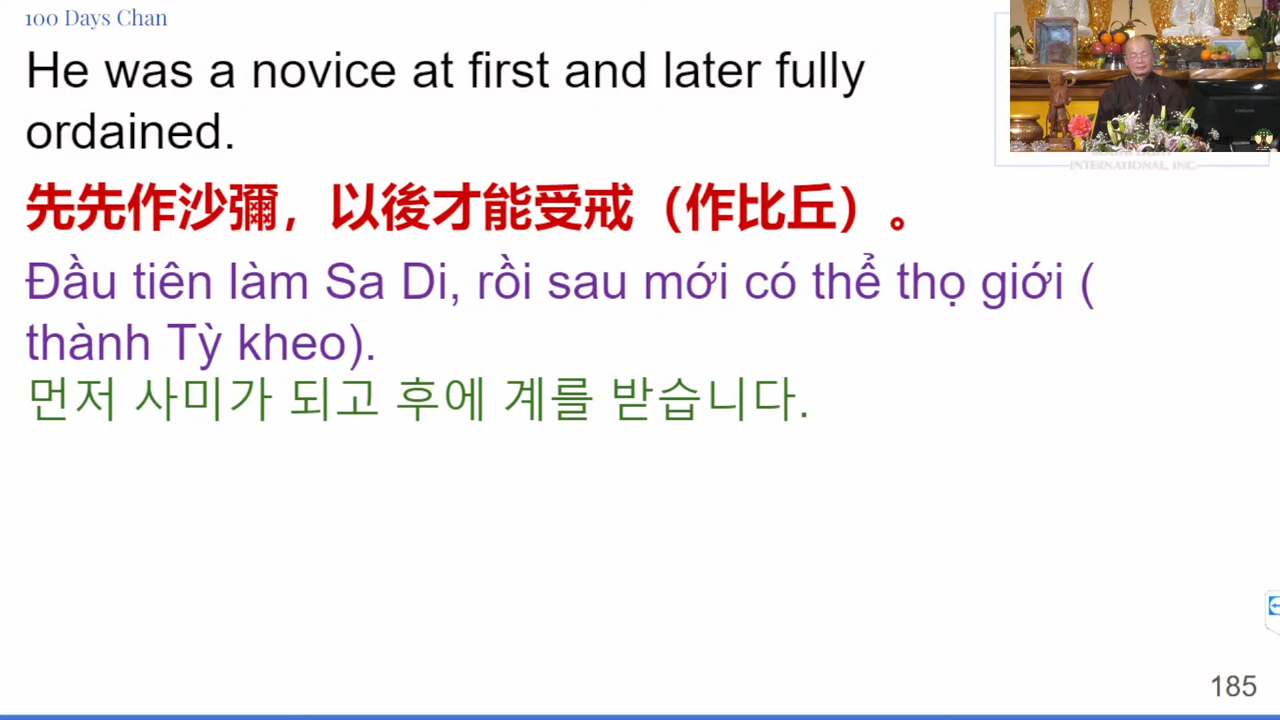 100 Days Chan
He was a novice at first and later fully
ordained.
先先作沙彌，以後才能受戒（作比丘）。
Đầu tiên làm Sa Di, rồi sau mới có thể thọ giới (
thành Tỳ kheo).
먼저 사미가 되고 후에 계를 받습니다.
INTERNATIONAL, INC.
185